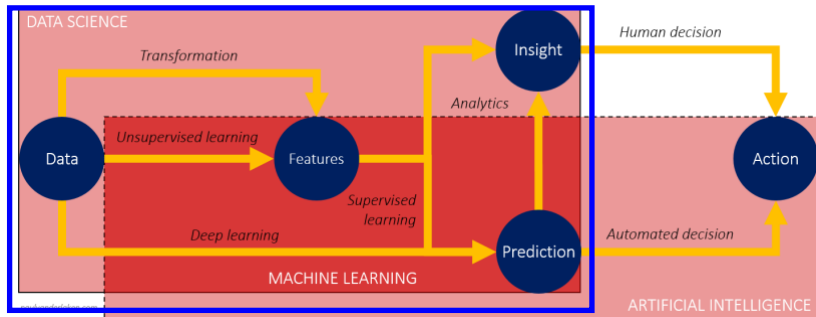 DATA SCIENCE
Transformation
Insight
Human decision
Analytics
Unsupervised learning
Data
Features
Action
Supervised
learning
Deep learning
Prediction
Automated decision
MACHINE LEARNING
ARTIFICIAL INTELLIGENCE